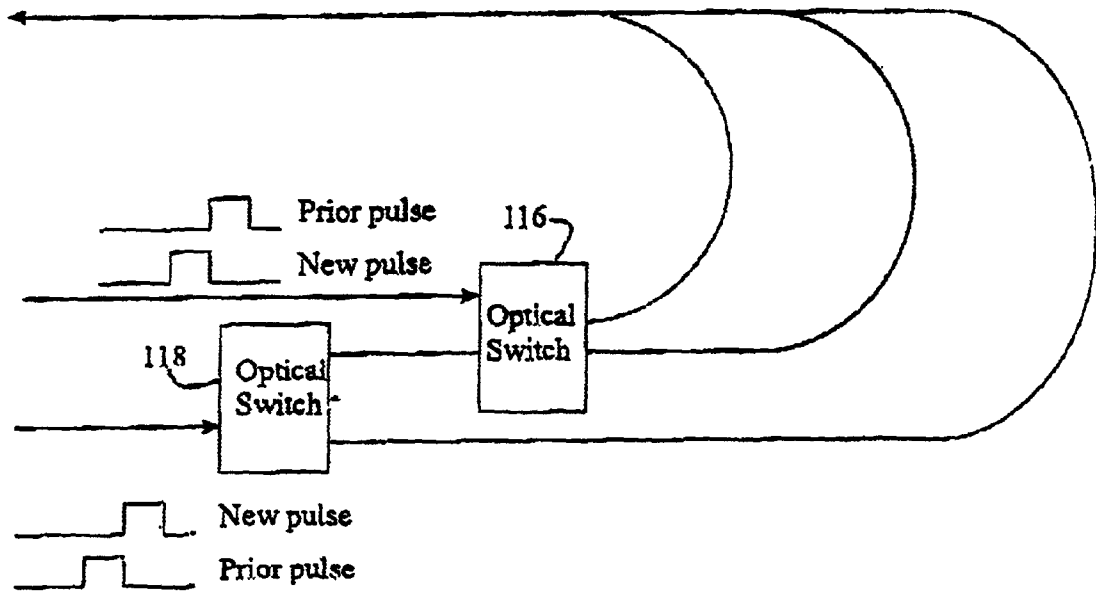 Prior pulse
116
New pulse
Optical
Switch
118
Optical
Switch
New pulse
Prior pulse